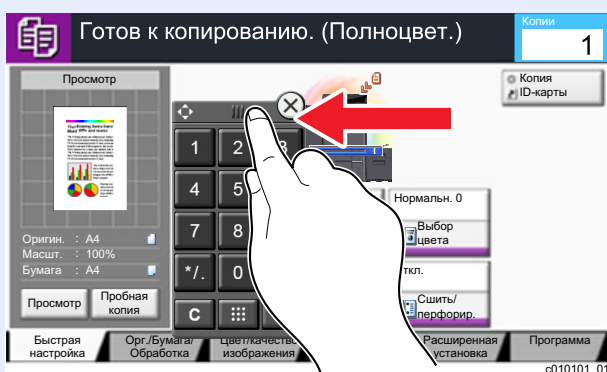 Готов к копированию. (Полноцвет.)
Копии
1
Просмотр
Копия
ID-карты
1
2
3
4
5
7
8
*/.
0
C
Нормальн. 0
Выбор
цвета
ткл.
Сшить/
перфорир.
Оригин. : A4
Масшт. : 100%
Бумага : A4
Просмотр
Пробная
копия
Быстрая
настройка
Орг./Бумага/
Обработка
Цвет/качество
изображения
Расширенная
установка
Программа
c010101_01